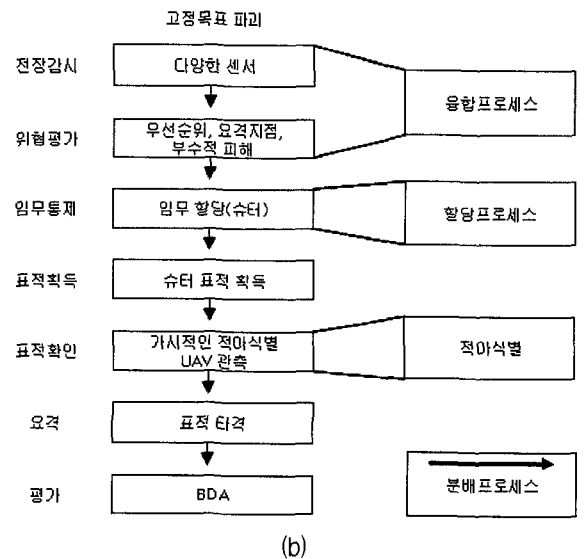 고정목표 파괴
전장감시
다양한 센서
융합프로세스
위협평가
우선순위, 요격지점,
부수적 피해
임무통제
임무 할당(슈터)
할당프로세스
표적획득
슈터 표적 획득
표적확인
가시적인 적아식별
UAV 관측
적아식별
요격
표적 타격
평가
BDA
분배프로세스
(b)